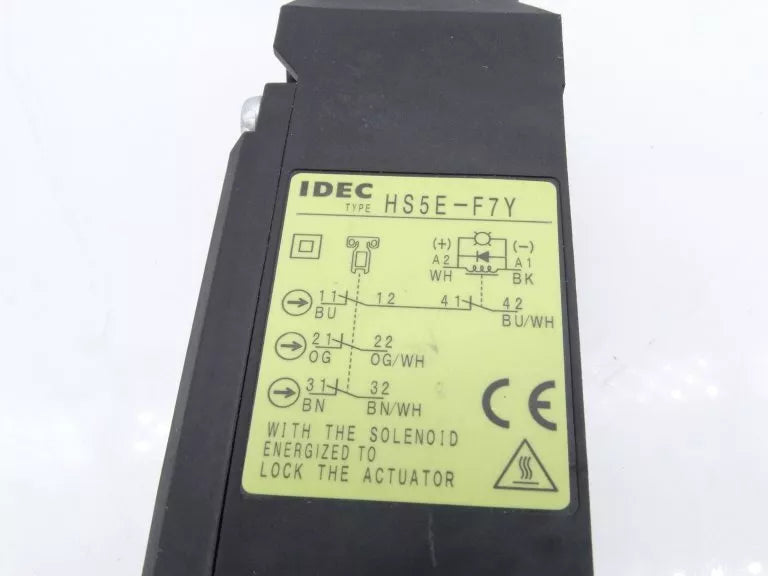 IDEC
TYPE HS5E-F7Y
(+) (-)
A2 A1
WH BK
11 12 41 42
BU BU/WH
21 22
OG OG/WH
31 32
BN BN/WH
CE
WITH THE SOLENOID
ENERGIZED TO
LOCK THE ACTUATOR